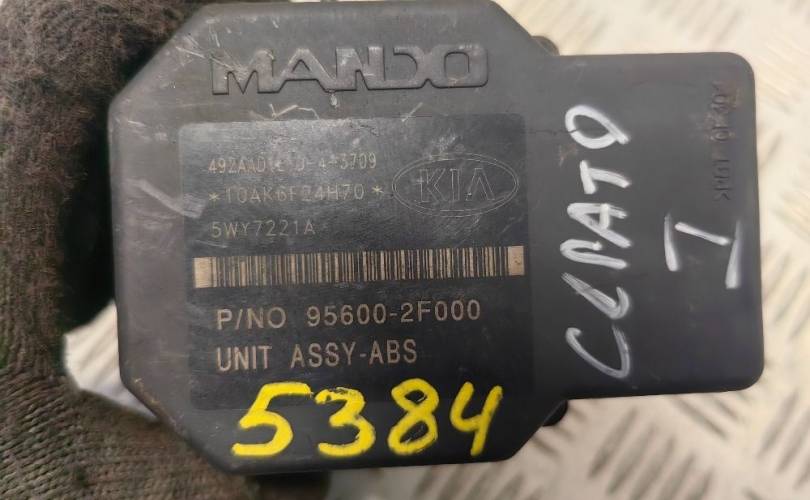 MANDO
*10AK6F24H70*
KIA
5WY7221A
P/NO 95600-2F000
UNIT ASSY-ABS
5384
СЕРАТО
I